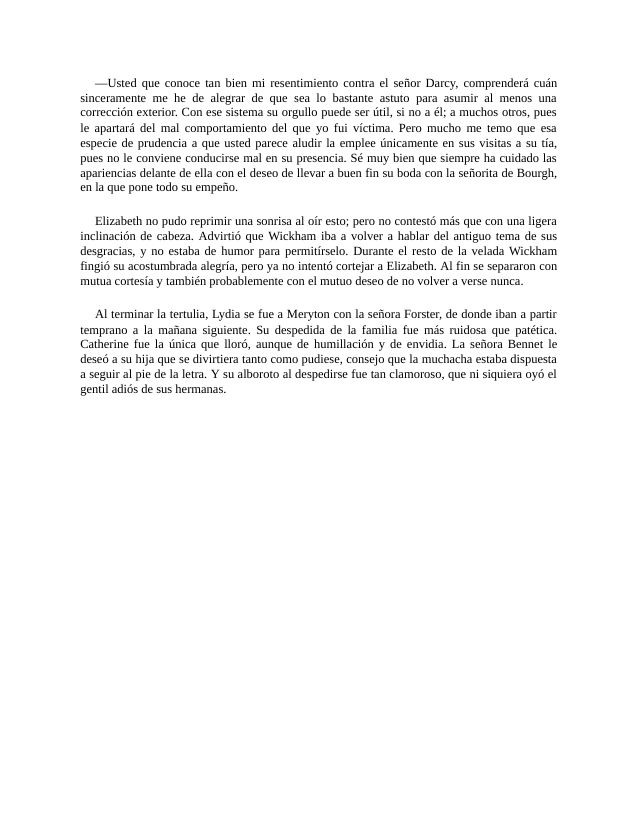 —Usted que conoce tan bien mi resentimiento contra el señor Darcy, comprenderá cuán
sinceramente me he de alegrar de que sea lo bastante astuto para asumir al menos una
corrección exterior. Con ese sistema su orgullo puede ser útil, si no a él; a muchos otros, pues
le apartará del mal comportamiento del que yo fui víctima. Pero mucho me temo que esa
especie de prudencia a que usted parece aludir la emplee únicamente en sus visitas a su tía,
pues no le conviene conducirse mal en su presencia. Sé muy bien que siempre ha cuidado las
apariencias delante de ella con el deseo de llevar a buen fin su boda con la señorita de Bourgh,
en la que pone todo su empeño.
Elizabeth no pudo reprimir una sonrisa al oír esto; pero no contestó más que con una ligera
inclinación de cabeza. Advirtió que Wickham iba a volver a hablar del antiguo tema de sus
desgracias, y no estaba de humor para permitírselo. Durante el resto de la velada Wickham
fingió su acostumbrada alegría, pero ya no intentó cortejar a Elizabeth. Al fin se separaron con
mutua cortesía y también probablemente con el mutuo deseo de no volver a verse nunca.
Al terminar la tertulia, Lydia se fue a Meryton con la señora Forster, de donde iban a partir
temprano a la mañana siguiente. Su despedida de la familia fue más ruidosa que patética.
Catherine fue la única que lloró, aunque de humillación y de envidia. La señora Bennet le
deseó a su hija que se divirtiera tanto como pudiese, consejo que la muchacha estaba dispuesta
a seguir al pie de la letra. Y su alboroto al despedirse fue tan clamoroso, que ni siquiera oyó el
gentil adiós de sus hermanas.